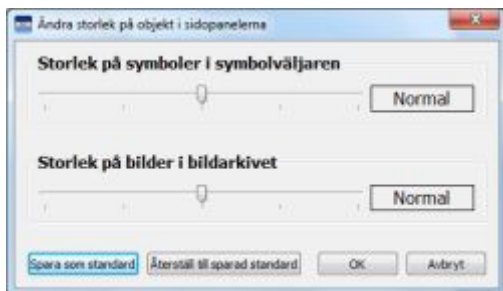 Ändra storlek på objekt i sidopanelerna
Storlek på symboler i symbolväljaren
Normal
Storlek på bilder i bildarkivet
Normal
Spara som standard Återställ till sparad standard OK Avbryt